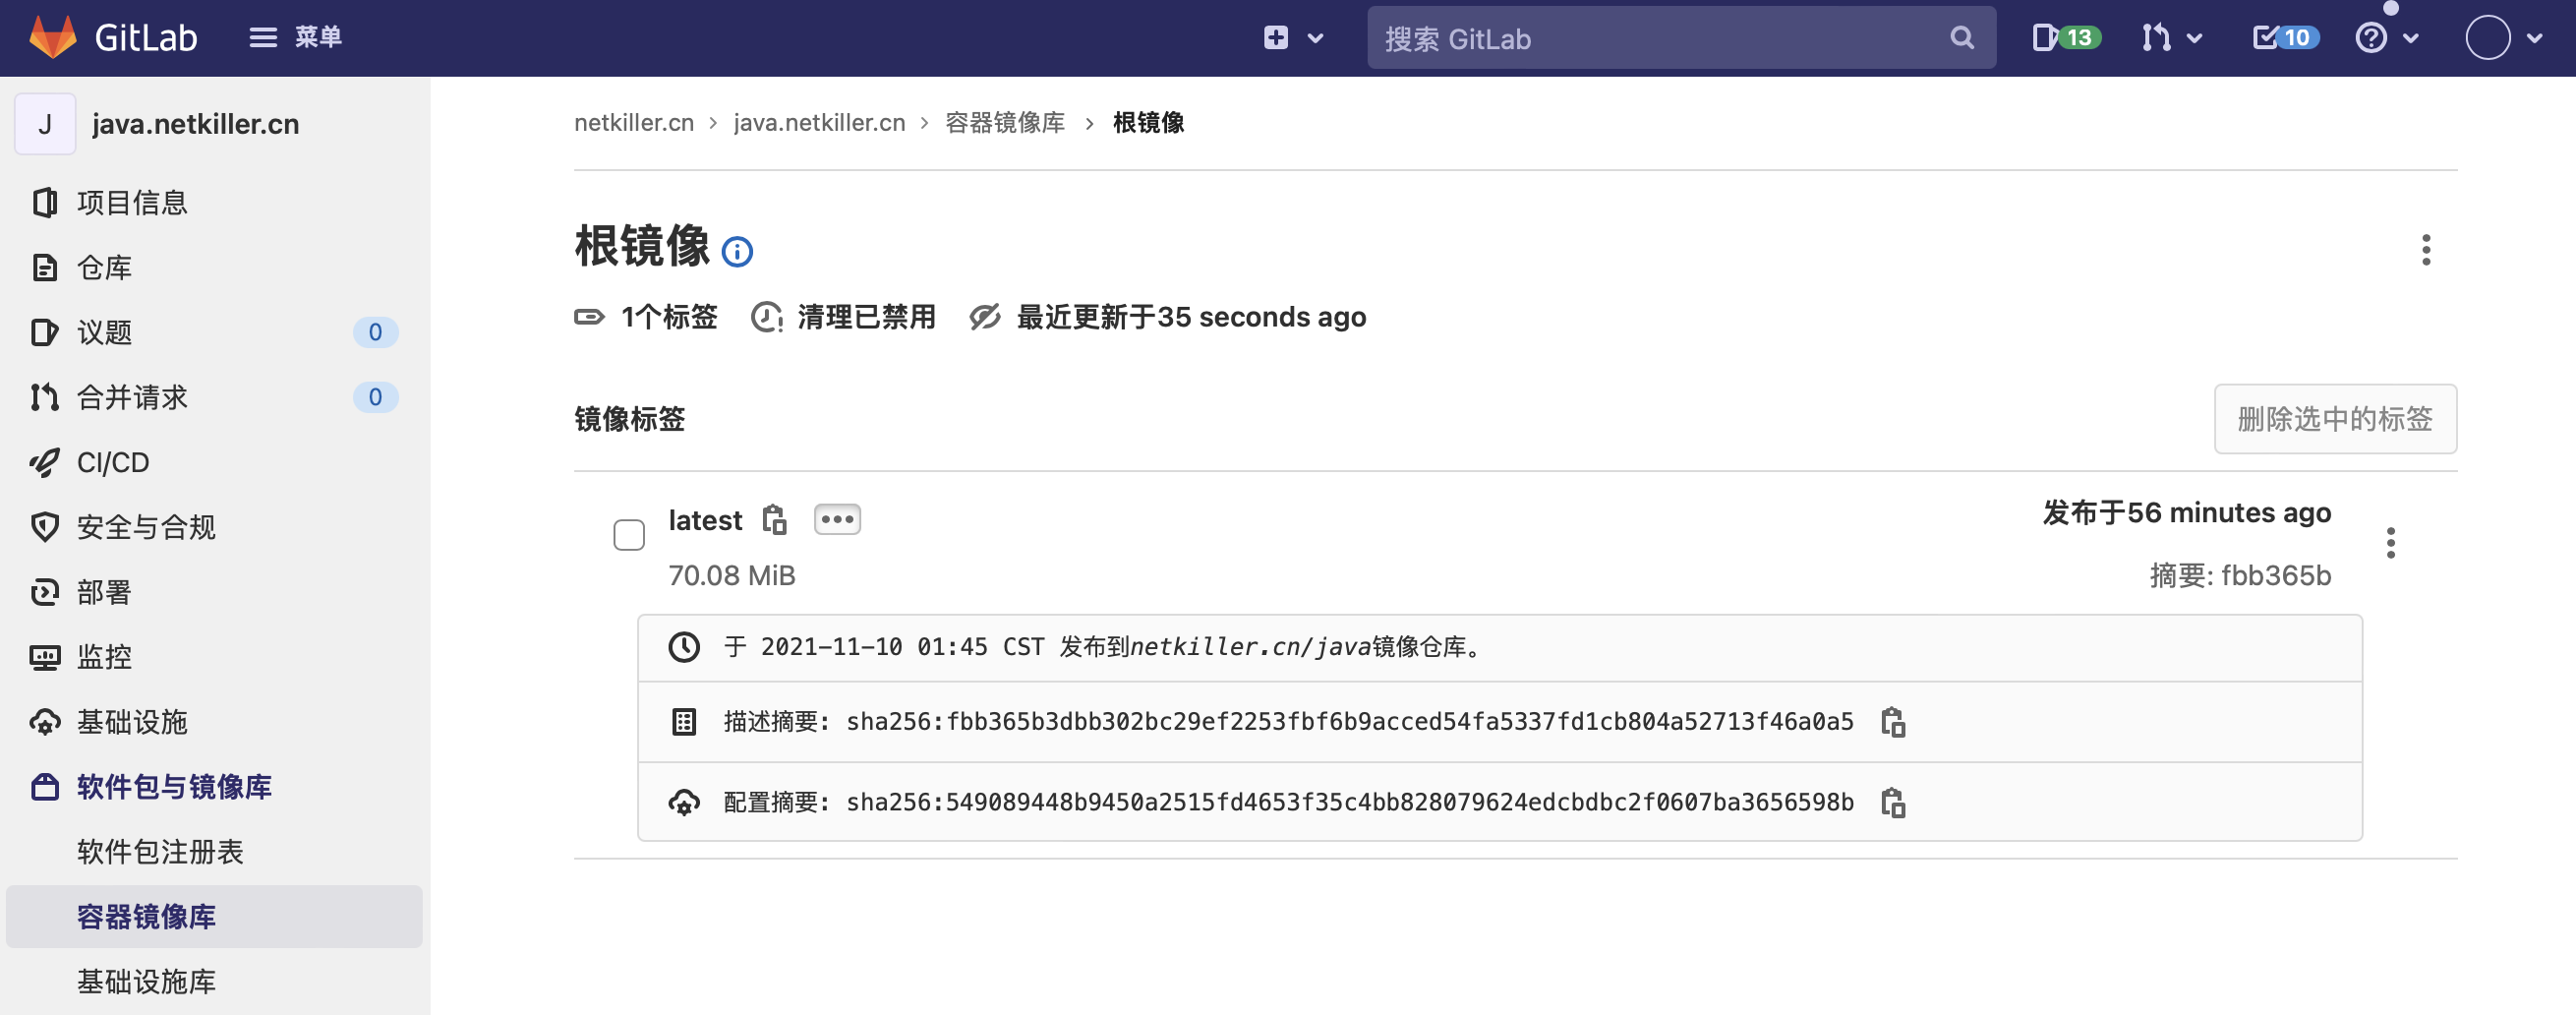 GitLab 菜单 搜索 GitLab 13 10
J java.netkiller.cn
项目信息
仓库
议题 0
合并请求 0
CI/CD
安全与合规
部署
监控
基础设施
软件包与镜像库
软件包注册表
容器镜像库
基础设施库
netkiller.cn › java.netkiller.cn › 容器镜像库 › 根镜像
根镜像
1个标签 清理已禁用 最近更新于35 seconds ago
镜像标签 删除选中的标签
latest 发布于56 minutes ago
70.08 MiB 摘要: fbb365b
于 2021-11-10 01:45 CST 发布到netkiller.cn/java镜像仓库。
描述摘要: sha256:fbb365b3dbb302bc29ef2253fbf6b9acced54fa5337fd1cb804a52713f46a0a5
配置摘要: sha256:549089448b9450a2515fd4653f35c4bb828079624edcbdbc2f0607ba3656598b